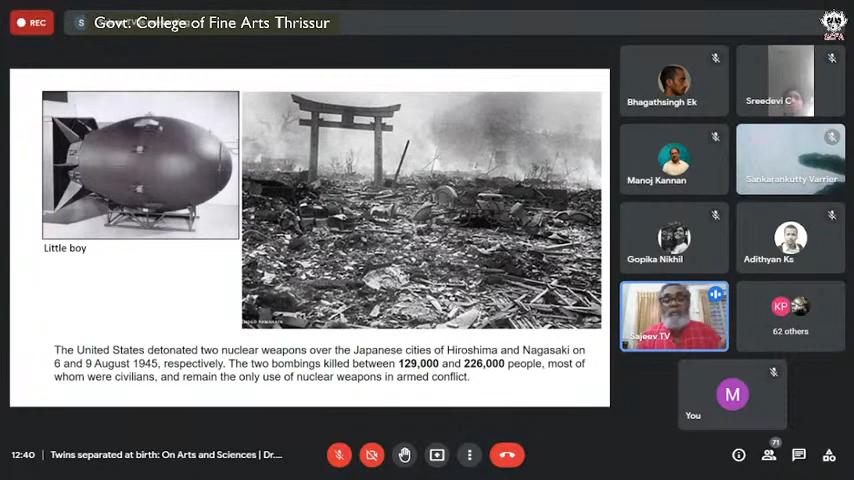 REC
S
Govt. College of Fine Arts Thrissur
SCFA
Little boy
The United States detonated two nuclear weapons over the Japanese cities of Hiroshima and Nagasaki on
6 and 9 August 1945, respectively. The two bombings killed between 129,000 and 226,000 people, most of
whom were civilians, and remain the only use of nuclear weapons in armed conflict.
Bhagathsingh Ek
Sreedevi C
Manoj Kannan
Sankarankutty Varrier
Gopika Nikhil
Adithyan Ks
Sajeev TV
KP
62 others
M
You
12:40
Twins separated at birth: On Arts and Sciences | Dr....
71